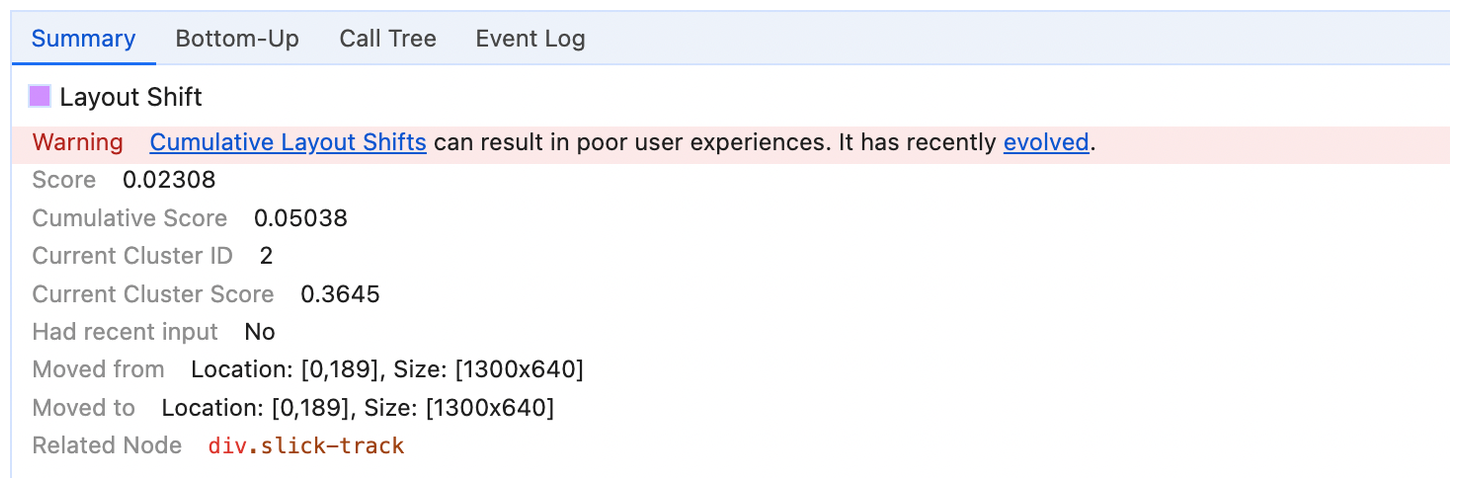 Summary Bottom-Up Call Tree Event Log
Layout Shift
Warning Cumulative Layout Shifts can result in poor user experiences. It has recently evolved.
Score 0.02308
Cumulative Score 0.05038
Current Cluster ID 2
Current Cluster Score 0.3645
Had recent input No
Moved from Location: [0,189], Size: [1300x640]
Moved to Location: [0,189], Size: [1300x640]
Related Node div.slick-track